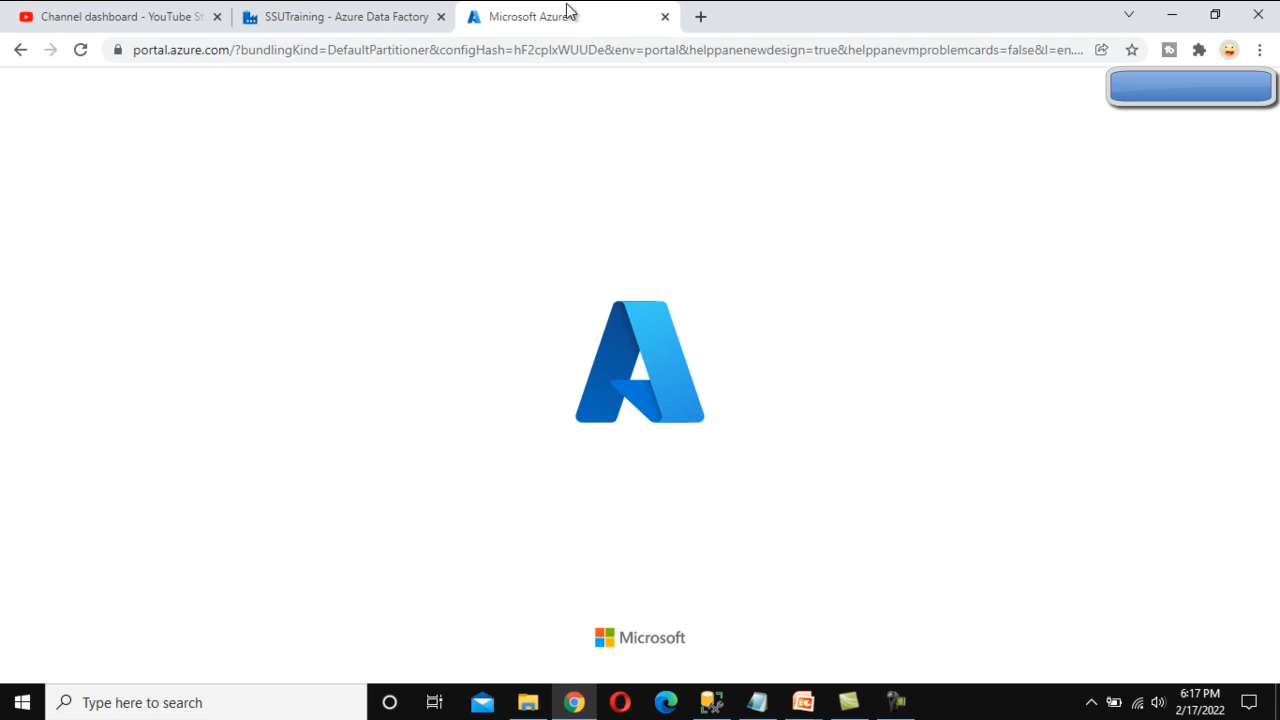 Channel dashboard - YouTube St
SSUTraining - Azure Data Factory
Microsoft Azure
portal.azure.com/?bundlingKind=DefaultPartitioner&configHash=hF2cpIxWUUDe&env=portal&helppanenewdesign=true&helppanevmproblemcards=false&l=en....
Microsoft
Type here to search
6:17 PM
2/17/2022